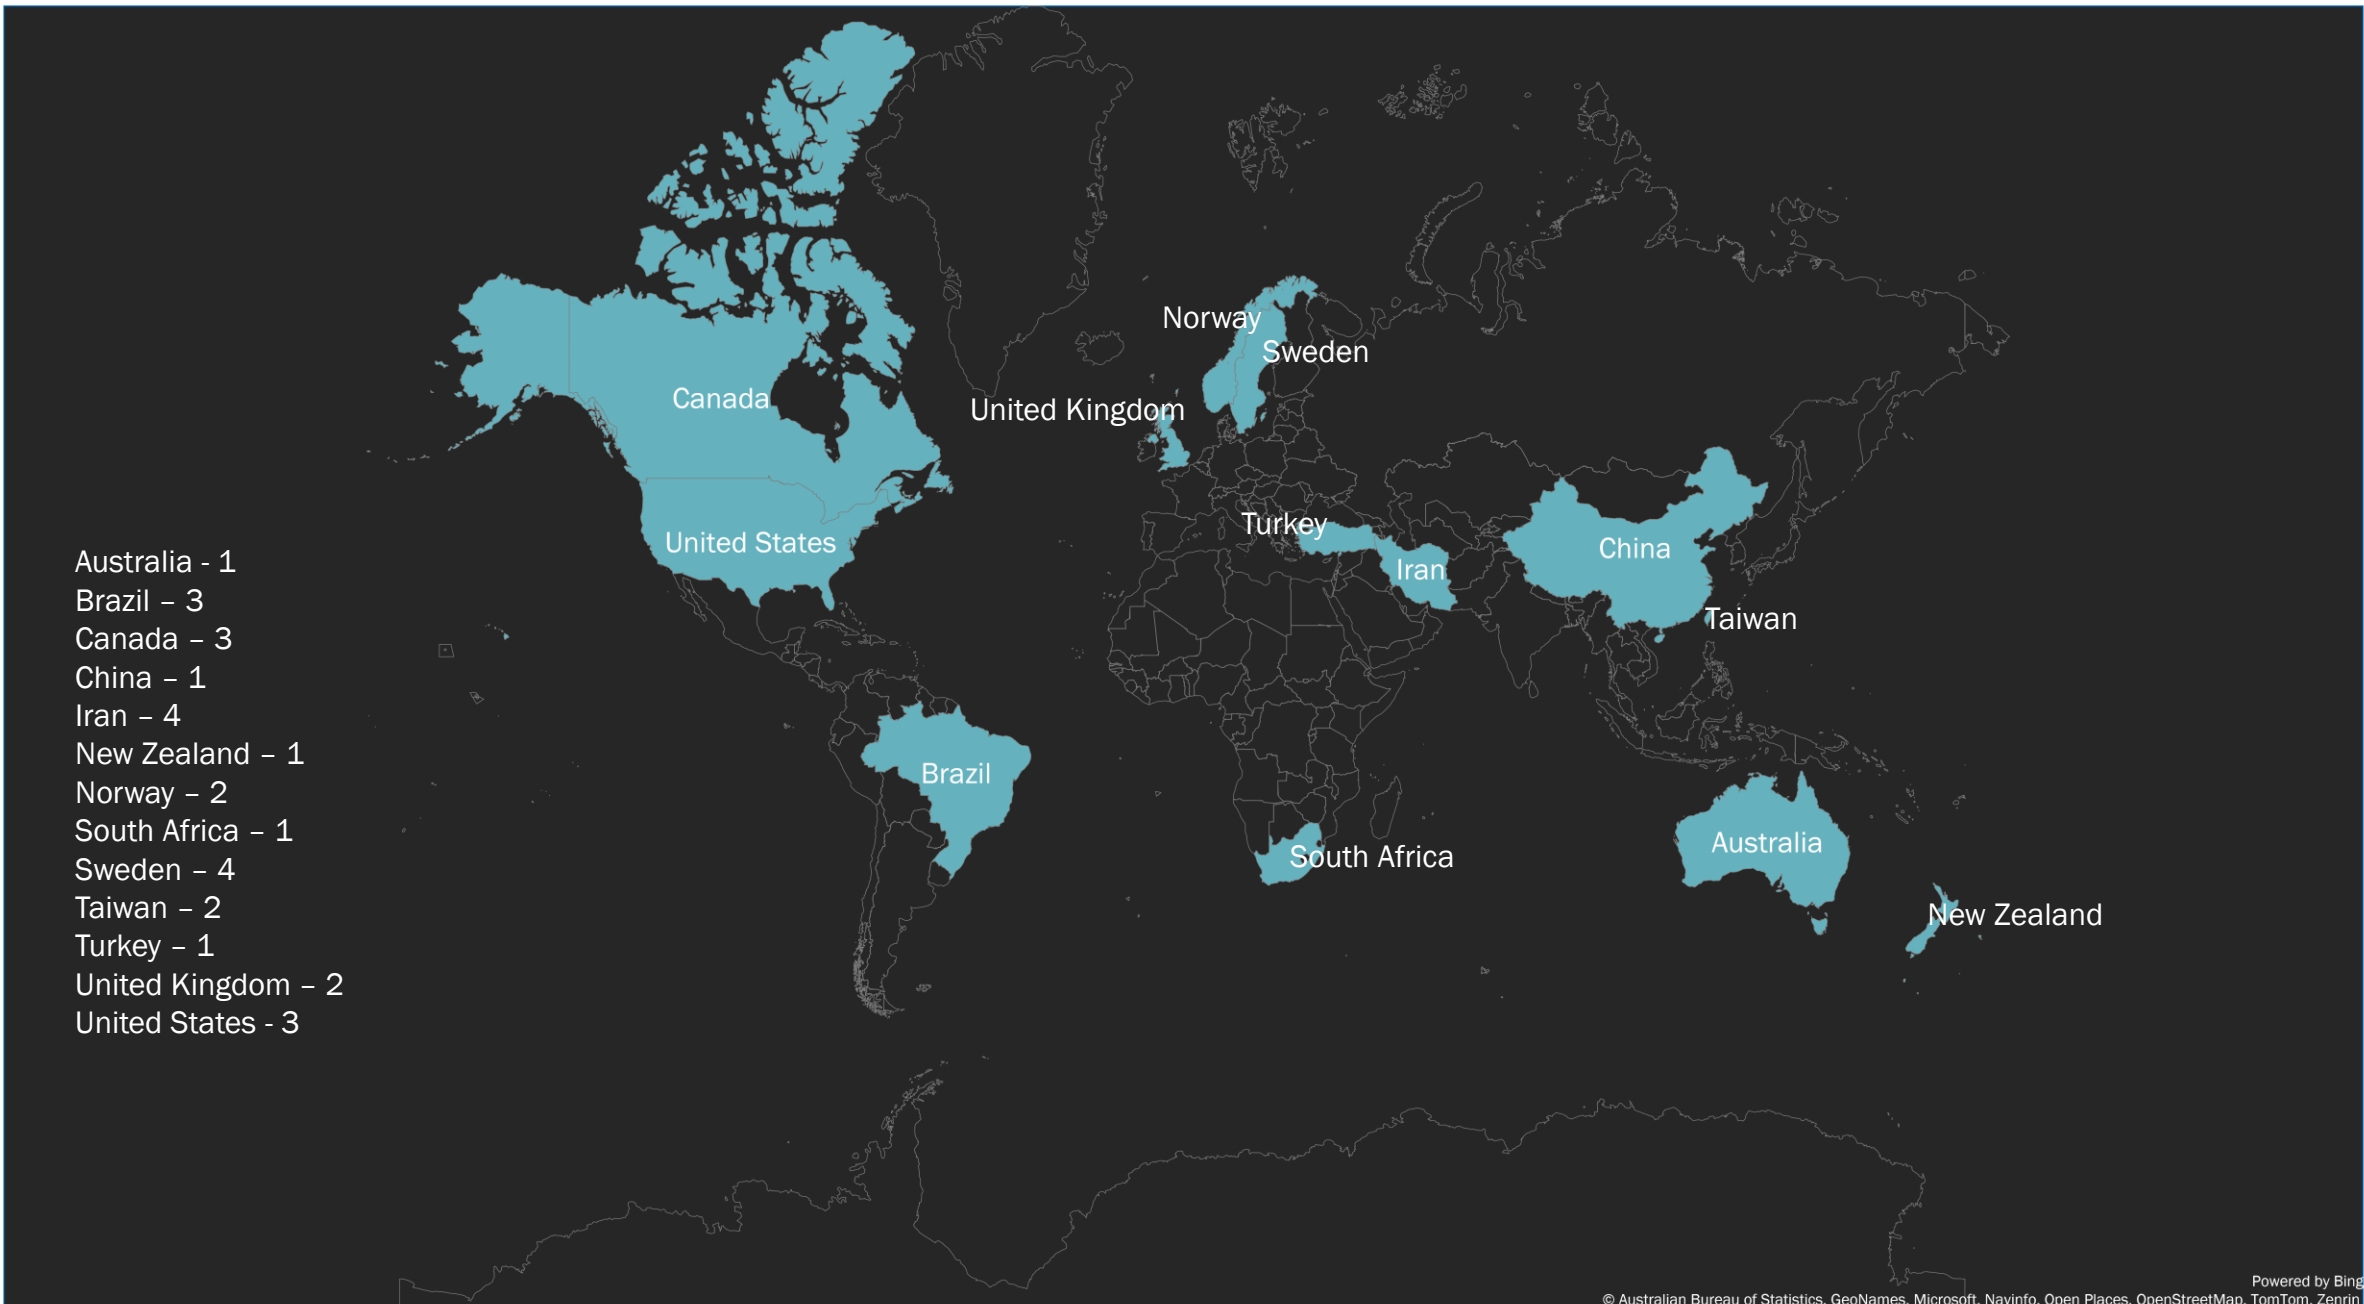 Norway
Sweden
Canada
United Kingdom
Turkey
United States
China
Iran
Taiwan
Brazil
Australia
South Africa
New Zealand
Australia - 1
Brazil – 3
Canada – 3
China – 1
Iran – 4
New Zealand – 1
Norway – 2
South Africa – 1
Sweden – 4
Taiwan – 2
Turkey – 1
United Kingdom – 2
United States - 3
Powered by Bing
© Australian Bureau of Statistics, GeoNames, Microsoft, Navinfo, Open Places, OpenStreetMap, TomTom, Zenrin